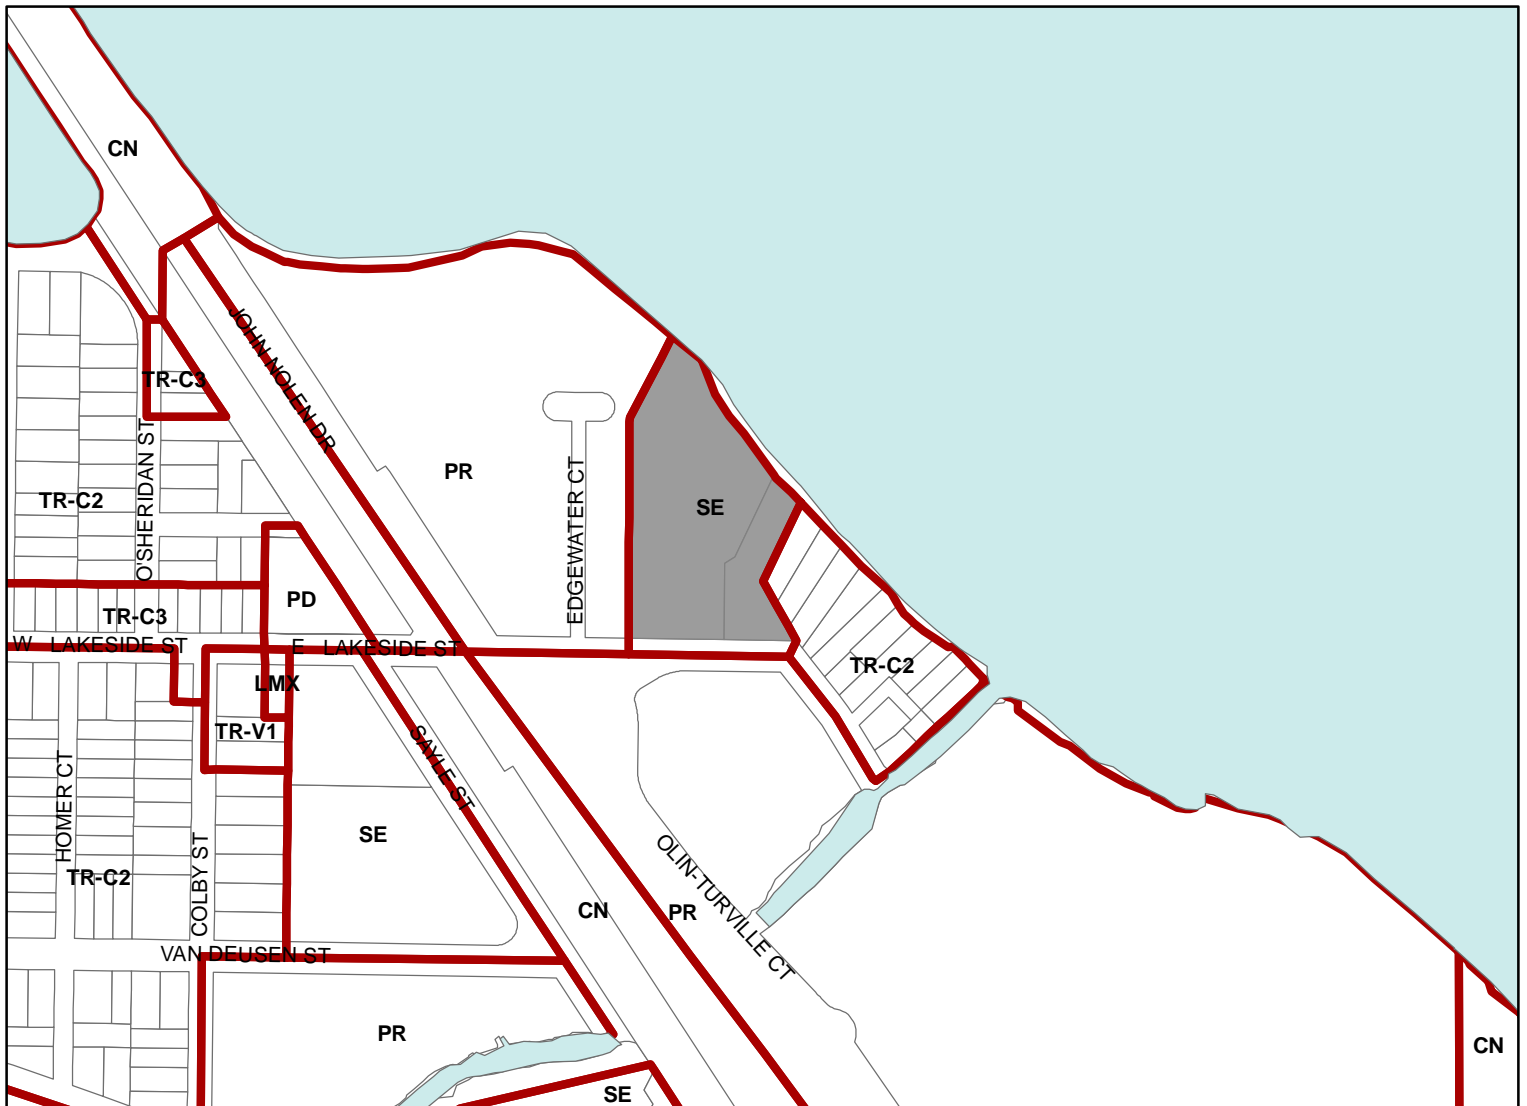 CN
JOHN NOLEN DR
TR-C3
PR
TR-C2
O'SHERIDAN ST
EDGEWATER CT
SE
PD
TR-C3
W LAKESIDE ST
E LAKESIDE ST
TR-C2
LMX
TR-V1
SAYLE ST
HOMER CT
SE
OLIN-TURVILLE CT
TR-C2
COLBY ST
CN
PR
VAN DEUSEN ST
PR
CN
SE